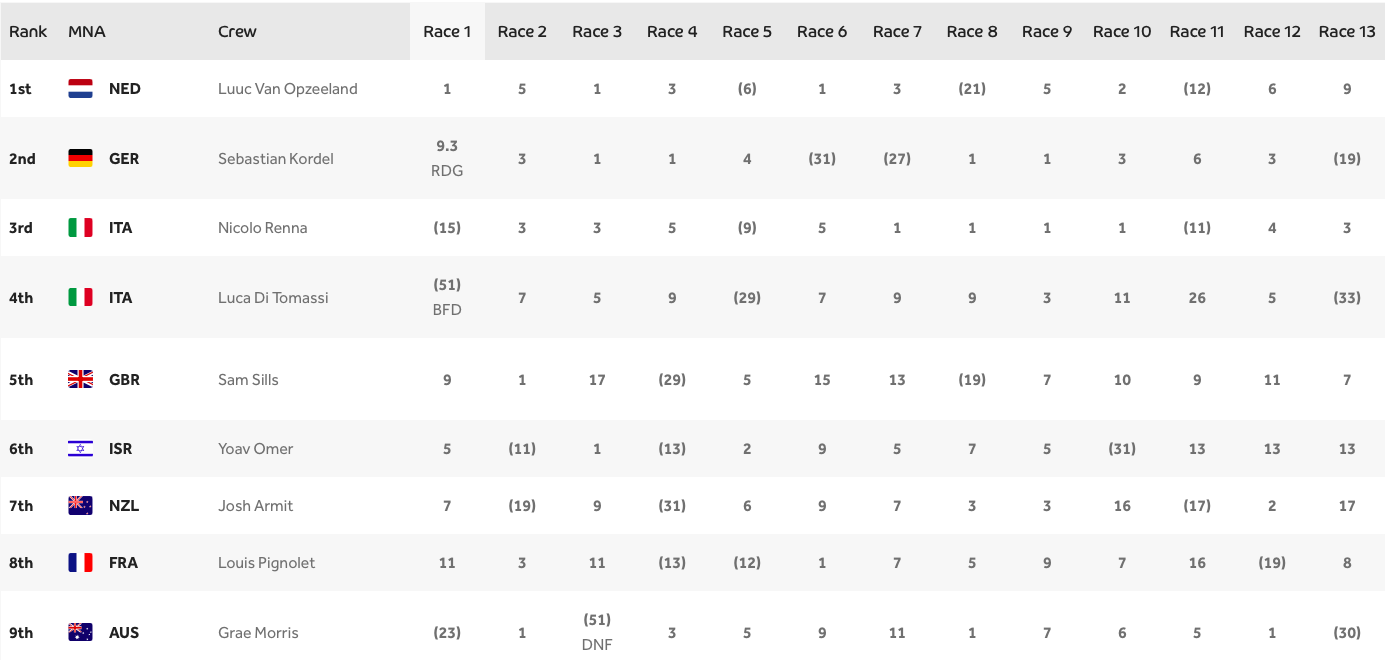 Rank MNA Crew Race 1 Race 2 Race 3 Race 4 Race 5 Race 6 Race 7 Race 8 Race 9 Race 10 Race 11 Race 12 Race 13
1st NED Luuc Van Opzeeland 1 5 1 3 (6) 1 3 (21) 5 2 (12) 6 9
2nd GER Sebastian Kordel 9.3 3 1 1 4 (31) (27) 1 1 3 6 3 (19)
RDG
3rd ITA Nicolo Renna (15) 3 3 5 (9) 5 1 1 1 1 (11) 4 3
4th ITA Luca Di Tomassi (51) 7 5 9 (29) 7 9 9 3 11 26 5 (33)
BFD
5th GBR Sam Sills 9 1 17 (29) 5 15 13 (19) 7 10 9 11 7
6th ISR Yoav Omer 5 (11) 1 (13) 2 9 5 7 5 (31) 13 13 13
7th NZL Josh Armit 7 (19) 9 (31) 6 9 7 3 3 16 (17) 2 17
8th FRA Louis Pignolet 11 3 11 (13) (12) 1 7 5 9 7 16 (19) 8
9th AUS Grae Morris (23) 1 (51) 3 5 9 11 1 7 6 5 1 (30)
DNF